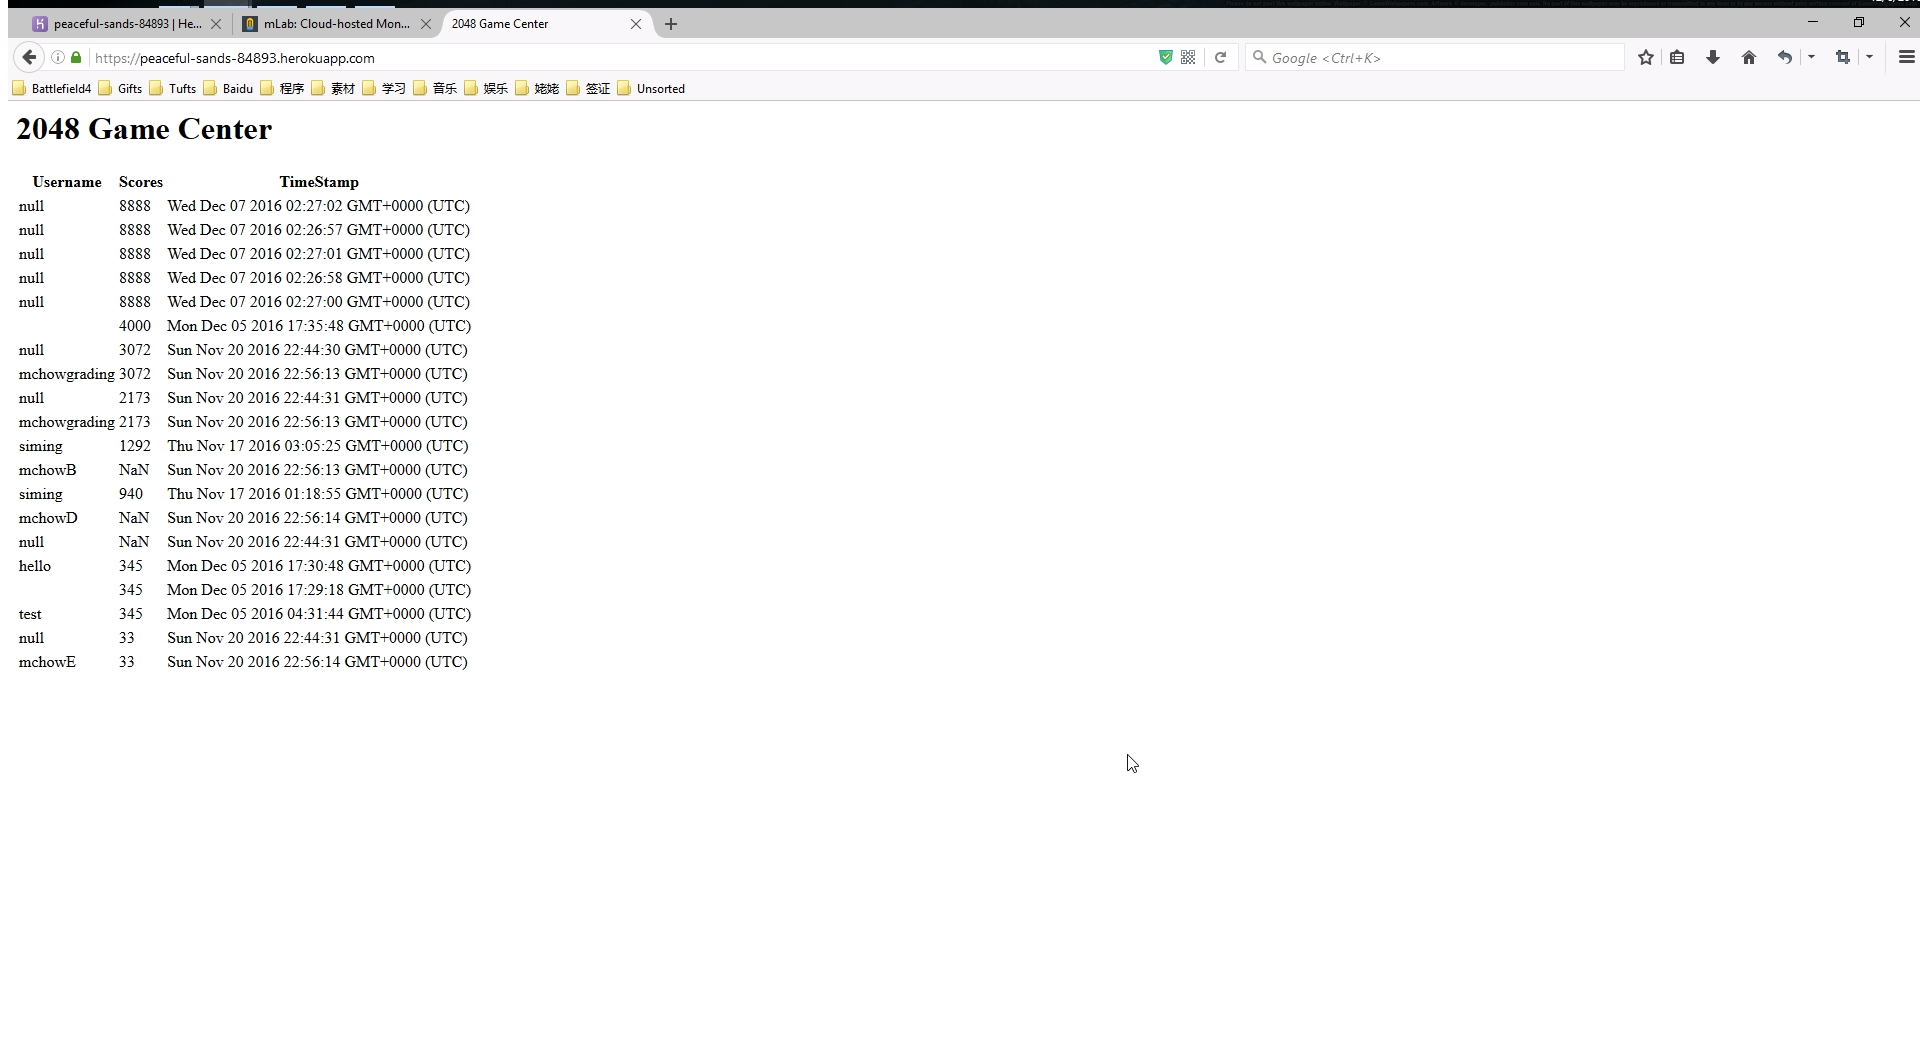 peaceful-sands-84893 | He... mLab: Cloud-hosted Mon... 2048 Game Center
https://peaceful-sands-84893.herokuapp.com Google <Ctrl+K>
Battlefield4 Gifts Tufts Baidu 程序 素材 学习 音乐 娱乐 姥姥 签证 Unsorted
2048 Game Center
Username Scores TimeStamp
null 8888 Wed Dec 07 2016 02:27:02 GMT+0000 (UTC)
null 8888 Wed Dec 07 2016 02:26:57 GMT+0000 (UTC)
null 8888 Wed Dec 07 2016 02:27:01 GMT+0000 (UTC)
null 8888 Wed Dec 07 2016 02:26:58 GMT+0000 (UTC)
null 8888 Wed Dec 07 2016 02:27:00 GMT+0000 (UTC)
4000 Mon Dec 05 2016 17:35:48 GMT+0000 (UTC)
null 3072 Sun Nov 20 2016 22:44:30 GMT+0000 (UTC)
mchowgrading 3072 Sun Nov 20 2016 22:56:13 GMT+0000 (UTC)
null 2173 Sun Nov 20 2016 22:44:31 GMT+0000 (UTC)
mchowgrading 2173 Sun Nov 20 2016 22:56:13 GMT+0000 (UTC)
siming 1292 Thu Nov 17 2016 03:05:25 GMT+0000 (UTC)
mchowB NaN Sun Nov 20 2016 22:56:13 GMT+0000 (UTC)
siming 940 Thu Nov 17 2016 01:18:55 GMT+0000 (UTC)
mchowD NaN Sun Nov 20 2016 22:56:14 GMT+0000 (UTC)
null NaN Sun Nov 20 2016 22:44:31 GMT+0000 (UTC)
hello 345 Mon Dec 05 2016 17:30:48 GMT+0000 (UTC)
345 Mon Dec 05 2016 17:29:18 GMT+0000 (UTC)
test 345 Mon Dec 05 2016 04:31:44 GMT+0000 (UTC)
null 33 Sun Nov 20 2016 22:44:31 GMT+0000 (UTC)
mchowE 33 Sun Nov 20 2016 22:56:14 GMT+0000 (UTC)